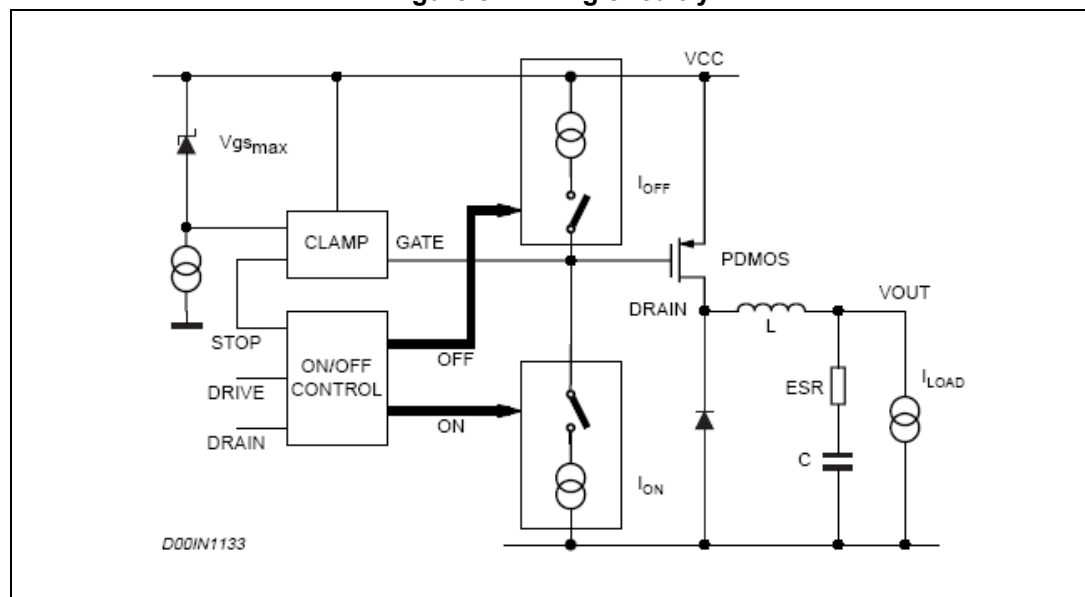 VCC
Vgsmax
IOFF
CLAMP
GATE
PDMOS
DRAIN
VOUT
L
STOP
OFF
ON/OFF
CONTROL
DRIVE
ESR
ILOAD
ON
DRAIN
C
ION
D00IN1133